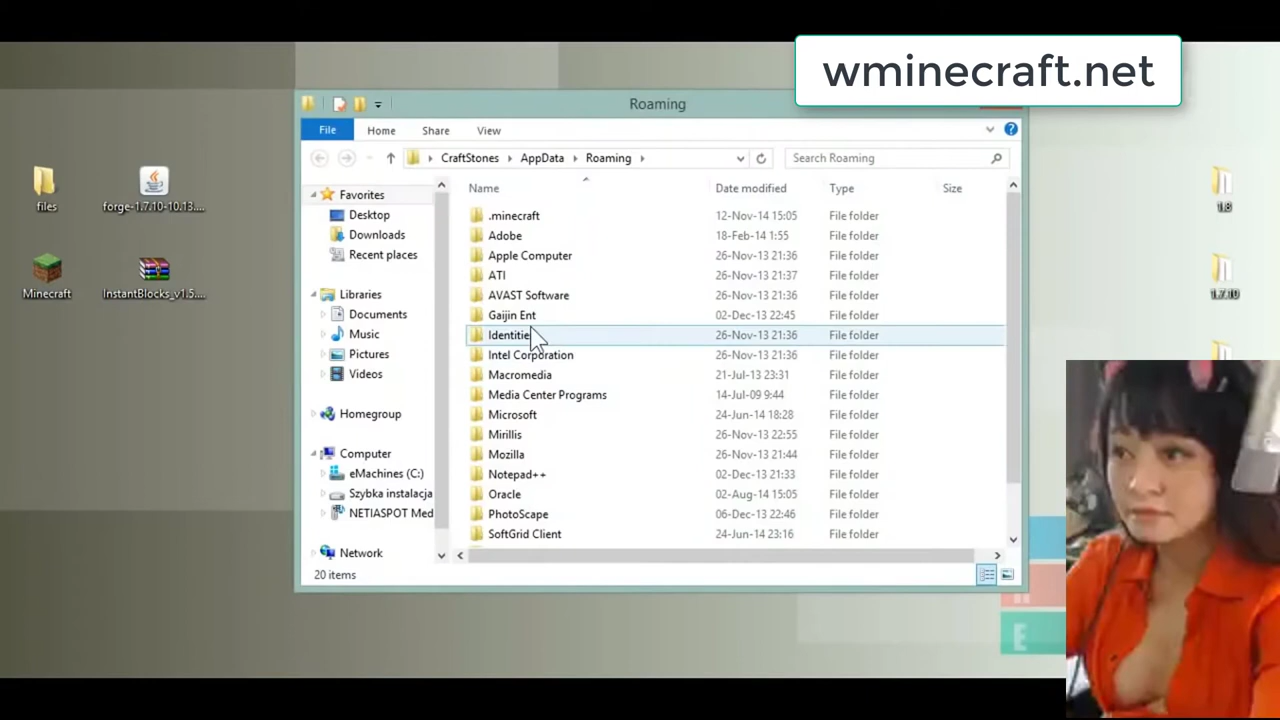 wminecraft.net
Roaming
File Home Share View
CraftStones AppData Roaming Search Roaming
Name Date modified Type Size
Favorites
Desktop
Downloads
Recent places
Libraries
Documents
Music
Pictures
Videos
Homegroup
Computer
eMachines (C:)
Szybka instalacja
NETIASPOT Med
Network
.minecraft 12-Nov-14 15:05 File folder
Adobe 18-Feb-14 1:55 File folder
Apple Computer 26-Nov-13 21:36 File folder
ATI 26-Nov-13 21:37 File folder
AVAST Software 26-Nov-13 21:36 File folder
Gaijin Ent 02-Dec-13 22:45 File folder
Identitie 26-Nov-13 21:36 File folder
Intel Corporation 26-Nov-13 21:36 File folder
Macromedia 21-Jul-13 23:31 File folder
Media Center Programs 14-Jul-09 9:44 File folder
Microsoft 24-Jun-14 18:28 File folder
Mirillis 26-Nov-13 22:55 File folder
Mozilla 26-Nov-13 21:44 File folder
Notepad++ 02-Dec-13 21:33 File folder
Oracle 02-Aug-14 15:05 File folder
PhotoScape 06-Dec-13 22:46 File folder
SoftGrid Client 24-Jun-14 23:16 File folder
20 items
files
forge-1.7.10-10.13....
Minecraft
InstantBlocks_v1.5....
1.8
1.7.10
E